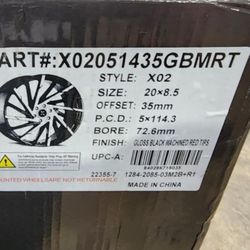 ART#:X02051435GBMRT
STYLE: X02
SIZE: 20×8.5
OFFSET: 35mm
P.C.D.: 5×114.3
BORE: 72.6mm
FINISH: GLOSS BLACK MACHINED RED TIPS
UPC-A:
22355-7 1284-2085-03M2B+R1
MOUNTED WHEELS ARE NOT RETURNABLE
MADE IN CHINA